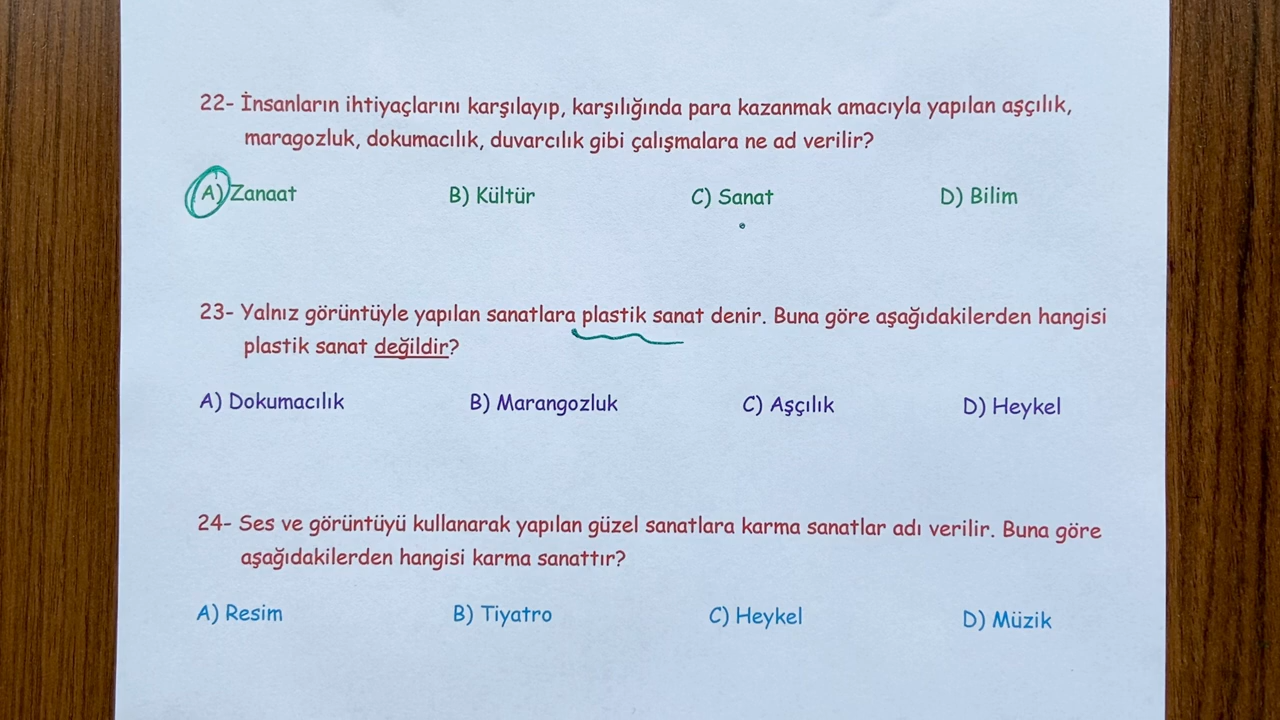 22- İnsanların ihtiyaçlarını karşılayıp, karşılığında para kazanmak amacıyla yapılan aşçılık,
maragozluk, dokumacılık, duvarcılık gibi çalışmalara ne ad verilir?
A) Zanaat B) Kültür C) Sanat D) Bilim
23- Yalnız görüntüyle yapılan sanatlara plastik sanat denir. Buna göre aşağıdakilerden hangisi
plastik sanat değildir?
A) Dokumacılık B) Marangozluk C) Aşçılık D) Heykel
24- Ses ve görüntüyü kullanarak yapılan güzel sanatlara karma sanatlar adı verilir. Buna göre
aşağıdakilerden hangisi karma sanattır?
A) Resim B) Tiyatro C) Heykel D) Müzik